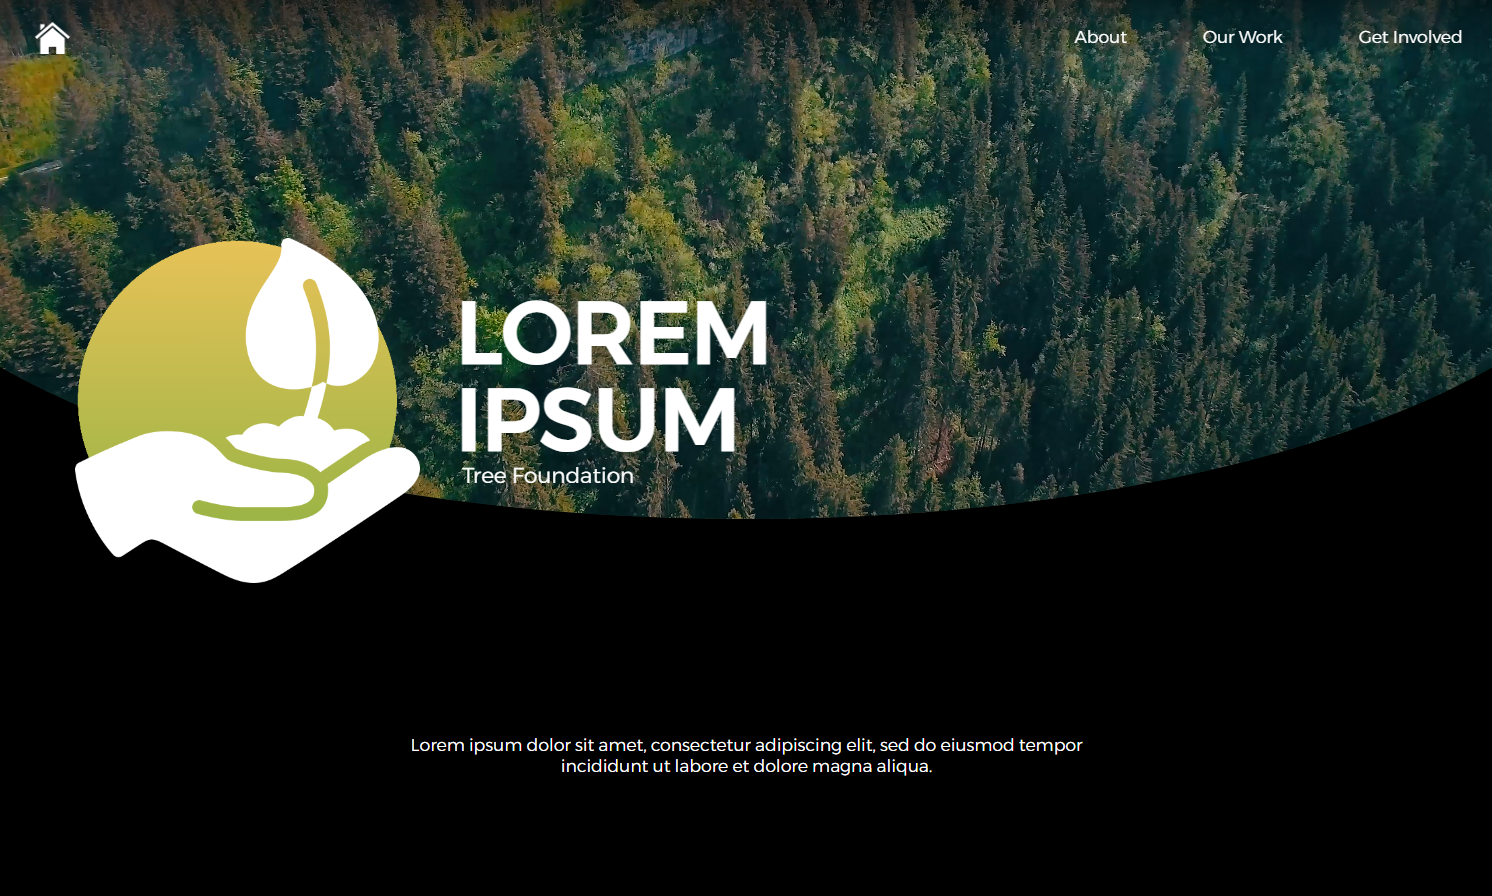 About
Our Work
Get Involved
LOREM
IPSUM
Tree Foundation
Lorem ipsum dolor sit amet, consectetur adipiscing elit, sed do eiusmod tempor
incididunt ut labore et dolore magna aliqua.